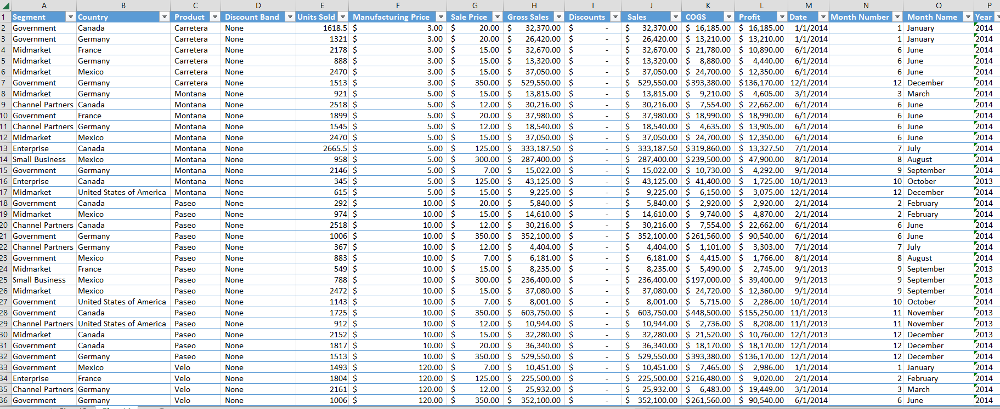 A B C D E F G H I J K L M N O P
1 Segment Country Product Discount Band Units Sold Manufacturing Price Sale Price Gross Sales Discounts Sales COGS Profit Date Month Number Month Name Year
2 Government Canada Carretera None 1618.5 $ 3.00 $ 20.00 $ 32,370.00 $ - $ 32,370.00 $ 16,185.00 $ 16,185.00 1/1/2014 1 January 2014
3 Government Germany Carretera None 1321 $ 3.00 $ 20.00 $ 26,420.00 $ - $ 26,420.00 $ 13,210.00 $ 13,210.00 1/1/2014 1 January 2014
4 Midmarket France Carretera None 2178 $ 3.00 $ 15.00 $ 32,670.00 $ - $ 32,670.00 $ 21,780.00 $ 10,890.00 6/1/2014 6 June 2014
5 Midmarket Germany Carretera None 888 $ 3.00 $ 15.00 $ 13,320.00 $ - $ 13,320.00 $ 8,880.00 $ 4,440.00 6/1/2014 6 June 2014
6 Midmarket Mexico Carretera None 2470 $ 3.00 $ 15.00 $ 37,050.00 $ - $ 37,050.00 $ 24,700.00 $ 12,350.00 6/1/2014 6 June 2014
7 Government Germany Carretera None 1513 $ 3.00 $ 350.00 $ 529,550.00 $ - $ 529,550.00 $393,380.00 $136,170.00 12/1/2014 12 December 2014
8 Midmarket Germany Montana None 921 $ 5.00 $ 15.00 $ 13,815.00 $ - $ 13,815.00 $ 9,210.00 $ 4,605.00 3/1/2014 3 March 2014
9 Channel Partners Canada Montana None 2518 $ 5.00 $ 12.00 $ 30,216.00 $ - $ 30,216.00 $ 7,554.00 $ 22,662.00 6/1/2014 6 June 2014
10 Government France Montana None 1899 $ 5.00 $ 20.00 $ 37,980.00 $ - $ 37,980.00 $ 18,990.00 $ 18,990.00 6/1/2014 6 June 2014
11 Channel Partners Germany Montana None 1545 $ 5.00 $ 12.00 $ 18,540.00 $ - $ 18,540.00 $ 4,635.00 $ 13,905.00 6/1/2014 6 June 2014
12 Midmarket Mexico Montana None 2470 $ 5.00 $ 15.00 $ 37,050.00 $ - $ 37,050.00 $ 24,700.00 $ 12,350.00 6/1/2014 6 June 2014
13 Enterprise Canada Montana None 2665.5 $ 5.00 $ 125.00 $ 333,187.50 $ - $ 333,187.50 $319,860.00 $ 13,327.50 7/1/2014 7 July 2014
14 Small Business Mexico Montana None 958 $ 5.00 $ 300.00 $ 287,400.00 $ - $ 287,400.00 $239,500.00 $ 47,900.00 8/1/2014 8 August 2014
15 Government Germany Montana None 2146 $ 5.00 $ 7.00 $ 15,022.00 $ - $ 15,022.00 $ 10,730.00 $ 4,292.00 9/1/2014 9 September 2014
16 Enterprise Canada Montana None 345 $ 5.00 $ 125.00 $ 43,125.00 $ - $ 43,125.00 $ 41,400.00 $ 1,725.00 10/1/2013 10 October 2013
17 Midmarket United States of America Montana None 615 $ 5.00 $ 15.00 $ 9,225.00 $ - $ 9,225.00 $ 6,150.00 $ 3,075.00 12/1/2014 12 December 2014
18 Government Canada Paseo None 292 $ 10.00 $ 20.00 $ 5,840.00 $ - $ 5,840.00 $ 2,920.00 $ 2,920.00 2/1/2014 2 February 2014
19 Midmarket Mexico Paseo None 974 $ 10.00 $ 15.00 $ 14,610.00 $ - $ 14,610.00 $ 9,740.00 $ 4,870.00 2/1/2014 2 February 2014
20 Channel Partners Canada Paseo None 2518 $ 10.00 $ 12.00 $ 30,216.00 $ - $ 30,216.00 $ 7,554.00 $ 22,662.00 6/1/2014 6 June 2014
21 Government Germany Paseo None 1006 $ 10.00 $ 350.00 $ 352,100.00 $ - $ 352,100.00 $261,560.00 $ 90,540.00 6/1/2014 6 June 2014
22 Channel Partners Germany Paseo None 367 $ 10.00 $ 12.00 $ 4,404.00 $ - $ 4,404.00 $ 1,101.00 $ 3,303.00 7/1/2014 7 July 2014
23 Government Mexico Paseo None 883 $ 10.00 $ 7.00 $ 6,181.00 $ - $ 6,181.00 $ 4,415.00 $ 1,766.00 8/1/2014 8 August 2014
24 Midmarket France Paseo None 549 $ 10.00 $ 15.00 $ 8,235.00 $ - $ 8,235.00 $ 5,490.00 $ 2,745.00 9/1/2013 9 September 2013
25 Small Business Mexico Paseo None 788 $ 10.00 $ 300.00 $ 236,400.00 $ - $ 236,400.00 $197,000.00 $ 39,400.00 9/1/2013 9 September 2013
26 Midmarket Mexico Paseo None 2472 $ 10.00 $ 15.00 $ 37,080.00 $ - $ 37,080.00 $ 24,720.00 $ 12,360.00 9/1/2014 9 September 2014
27 Government United States of America Paseo None 1143 $ 10.00 $ 7.00 $ 8,001.00 $ - $ 8,001.00 $ 5,715.00 $ 2,286.00 10/1/2014 10 October 2014
28 Government Canada Paseo None 1725 $ 10.00 $ 350.00 $ 603,750.00 $ - $ 603,750.00 $448,500.00 $155,250.00 11/1/2013 11 November 2013
29 Channel Partners United States of America Paseo None 912 $ 10.00 $ 12.00 $ 10,944.00 $ - $ 10,944.00 $ 2,736.00 $ 8,208.00 11/1/2013 11 November 2013
30 Midmarket Canada Paseo None 2152 $ 10.00 $ 15.00 $ 32,280.00 $ - $ 32,280.00 $ 21,520.00 $ 10,760.00 12/1/2013 12 December 2013
31 Government Canada Paseo None 1817 $ 10.00 $ 20.00 $ 36,340.00 $ - $ 36,340.00 $ 18,170.00 $ 18,170.00 12/1/2014 12 December 2014
32 Government Germany Paseo None 1513 $ 10.00 $ 350.00 $ 529,550.00 $ - $ 529,550.00 $393,380.00 $136,170.00 12/1/2014 12 December 2014
33 Government Mexico Velo None 1493 $ 120.00 $ 7.00 $ 10,451.00 $ - $ 10,451.00 $ 7,465.00 $ 2,986.00 1/1/2014 1 January 2014
34 Enterprise France Velo None 1804 $ 120.00 $ 125.00 $ 225,500.00 $ - $ 225,500.00 $216,480.00 $ 9,020.00 2/1/2014 2 February 2014
35 Channel Partners Germany Velo None 2161 $ 120.00 $ 12.00 $ 25,932.00 $ - $ 25,932.00 $ 6,483.00 $ 19,449.00 3/1/2014 3 March 2014
36 Government Germany Velo None 1006 $ 120.00 $ 350.00 $ 352,100.00 $ - $ 352,100.00 $261,560.00 $ 90,540.00 6/1/2014 6 June 2014